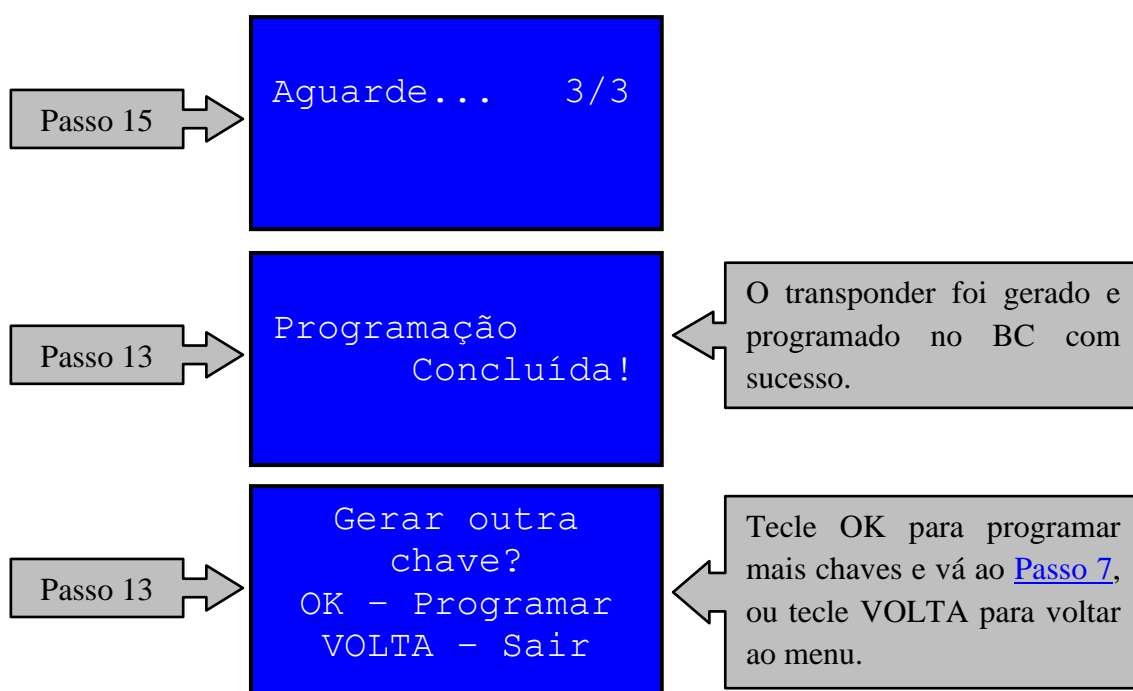 Passo 15
Aguarde... 3/3
Passo 13
Programação
Concluída!
O transponder foi gerado e
programado no BC com
sucesso.
Passo 13
Gerar outra
chave?
OK – Programar
VOLTA – Sair
Tecle OK para programar
mais chaves e vá ao Passo 7,
ou tecle VOLTA para voltar
ao menu.